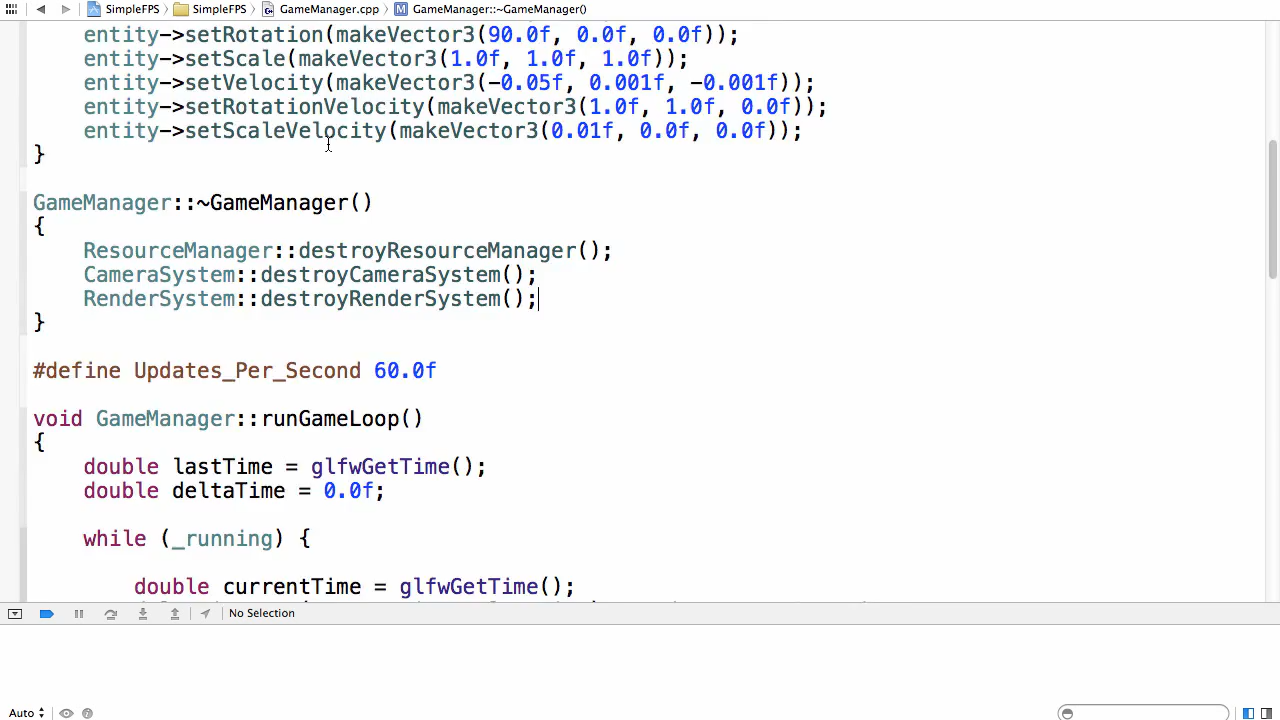 SimpleFPS SimpleFPS GameManager.cpp M GameManager::~GameManager()
entity->setRotation(makeVector3(90.0f, 0.0f, 0.0f));
entity->setScale(makeVector3(1.0f, 1.0f, 1.0f));
entity->setVelocity(makeVector3(-0.05f, 0.001f, -0.001f));
entity->setRotationVelocity(makeVector3(1.0f, 1.0f, 0.0f));
entity->setScaleVelocity(makeVector3(0.01f, 0.0f, 0.0f));
}
GameManager::~GameManager()
{
ResourceManager::destroyResourceManager();
CameraSystem::destroyCameraSystem();
RenderSystem::destroyRenderSystem();
}
#define Updates_Per_Second 60.0f
void GameManager::runGameLoop()
{
double lastTime = glfwGetTime();
double deltaTime = 0.0f;
while (_running) {
double currentTime = glfwGetTime();
No Selection
Auto